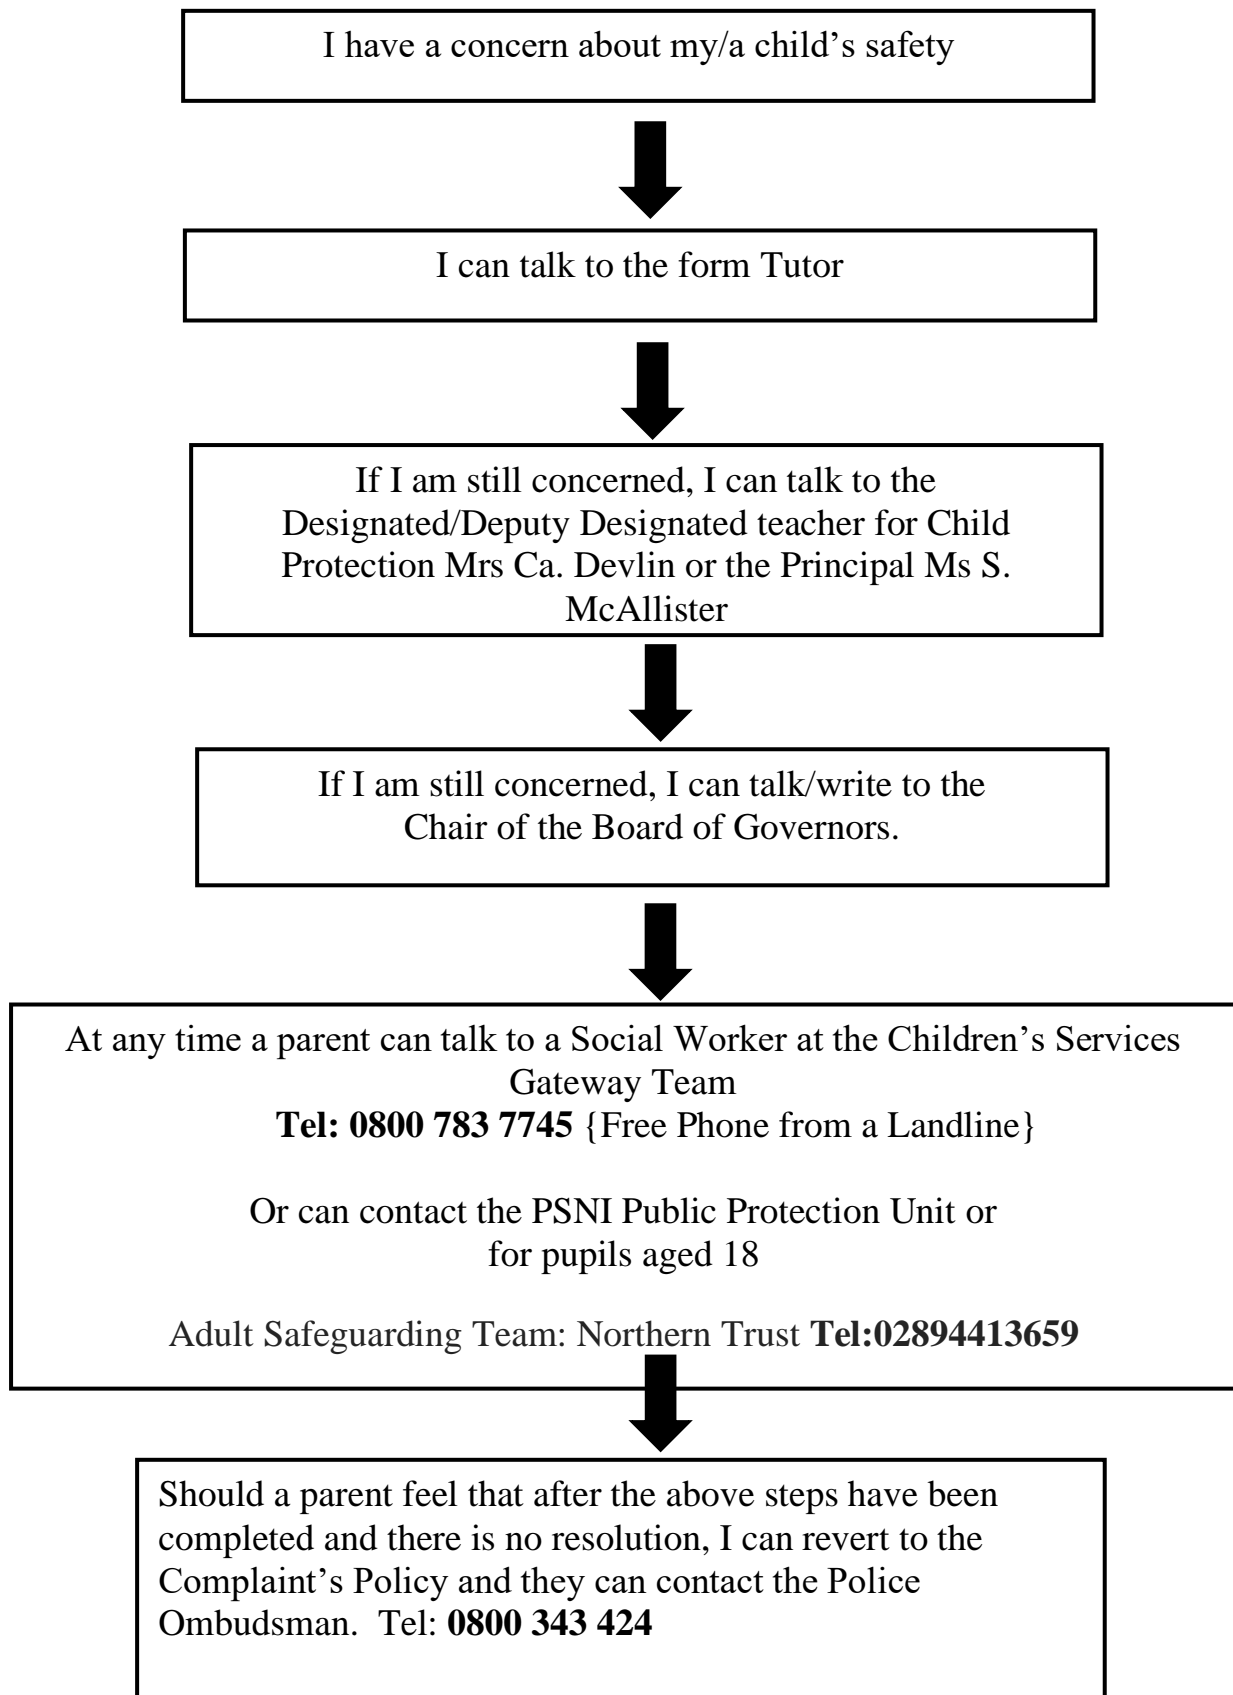 I have a concern about my/a child’s safety
I can talk to the form Tutor
If I am still concerned, I can talk to the
Designated/Deputy Designated teacher for Child
Protection Mrs Ca. Devlin or the Principal Ms S.
McAllister
If I am still concerned, I can talk/write to the
Chair of the Board of Governors.
At any time a parent can talk to a Social Worker at the Children’s Services
Gateway Team
Tel: 0800 783 7745 {Free Phone from a Landline}
Or can contact the PSNI Public Protection Unit or
for pupils aged 18
Adult Safeguarding Team: Northern Trust Tel:02894413659
Should a parent feel that after the above steps have been
completed and there is no resolution, I can revert to the
Complaint’s Policy and they can contact the Police
Ombudsman.  Tel: 0800 343 424